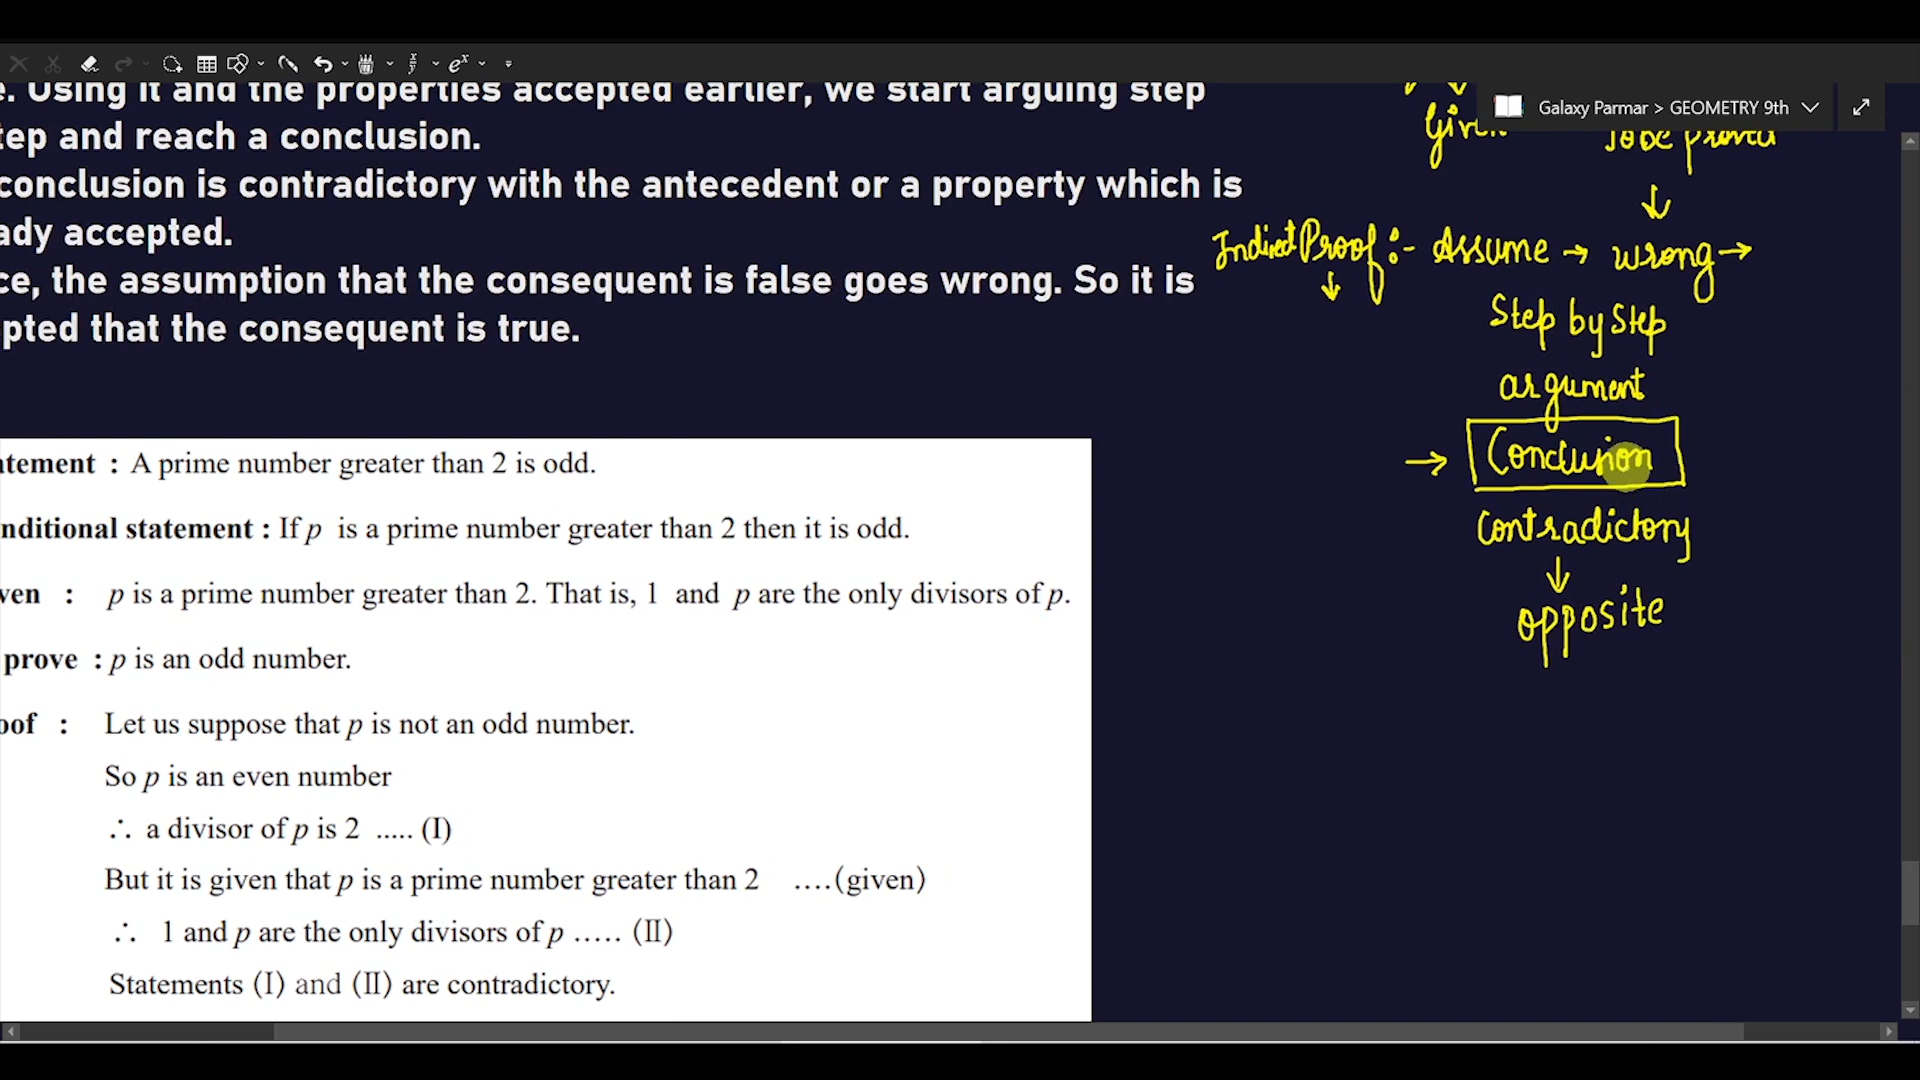 e. Using it and the properties accepted earlier, we start arguing step
tep and reach a conclusion.
conclusion is contradictory with the antecedent or a property which is
ady accepted.
ce, the assumption that the consequent is false goes wrong. So it is
pted that the consequent is true.
Galaxy Parmar > GEOMETRY 9th
Given
To be proved
Indirect Proof :- Assume → wrong →
Step by Step
argument
→ Conclusion
Contradictory
↓
opposite
atement : A prime number greater than 2 is odd.
nditional statement : If p is a prime number greater than 2 then it is odd.
ven : p is a prime number greater than 2. That is, 1 and p are the only divisors of p.
prove : p is an odd number.
oof : Let us suppose that p is not an odd number.
So p is an even number
∴ a divisor of p is 2 ..... (I)
But it is given that p is a prime number greater than 2 ....(given)
∴ 1 and p are the only divisors of p ..... (II)
Statements (I) and (II) are contradictory.